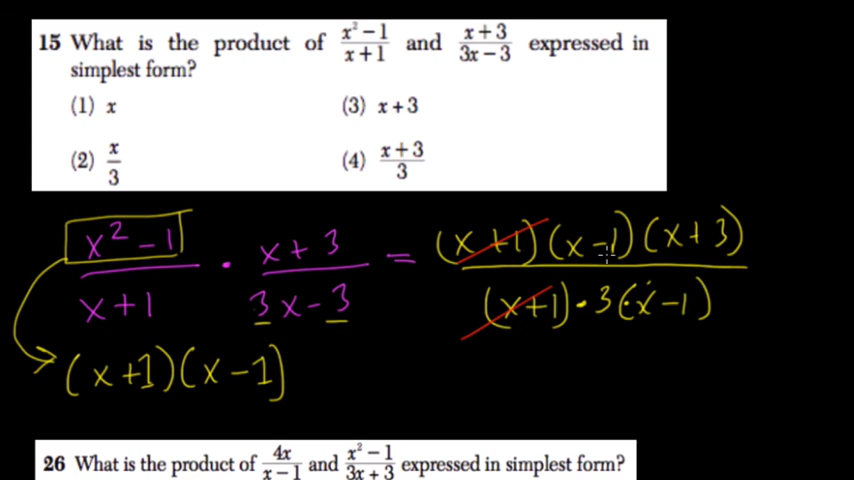 15 What is the product of (x² − 1)/(x + 1) and (x + 3)/(3x − 3) expressed in
simplest form?
(1) x (3) x + 3
(2) x/3 (4) (x + 3)/3
(x² − 1)/(x + 1) · (x + 3)/(3x − 3) = ((x + 1)(x − 1)(x + 3))/((x + 1) · 3(x − 1))
(x + 1)(x − 1)
26 What is the product of 4x/(x − 1) and (x² − 1)/(3x + 3) expressed in simplest form?